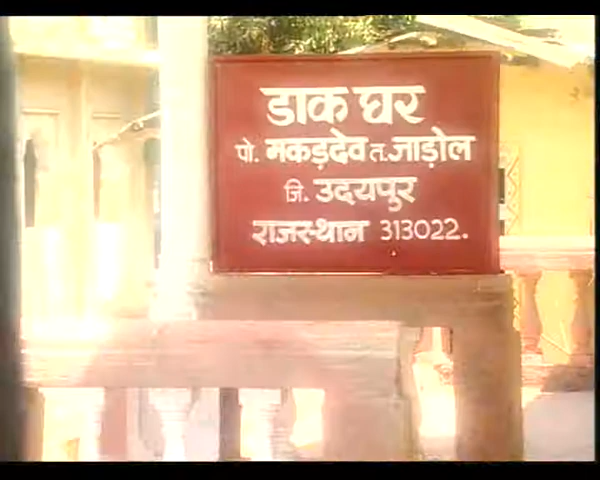 डाक घर
पो. मकड़देव त. जाड़ोल
जि. उदयपुर
राजस्थान 313022.